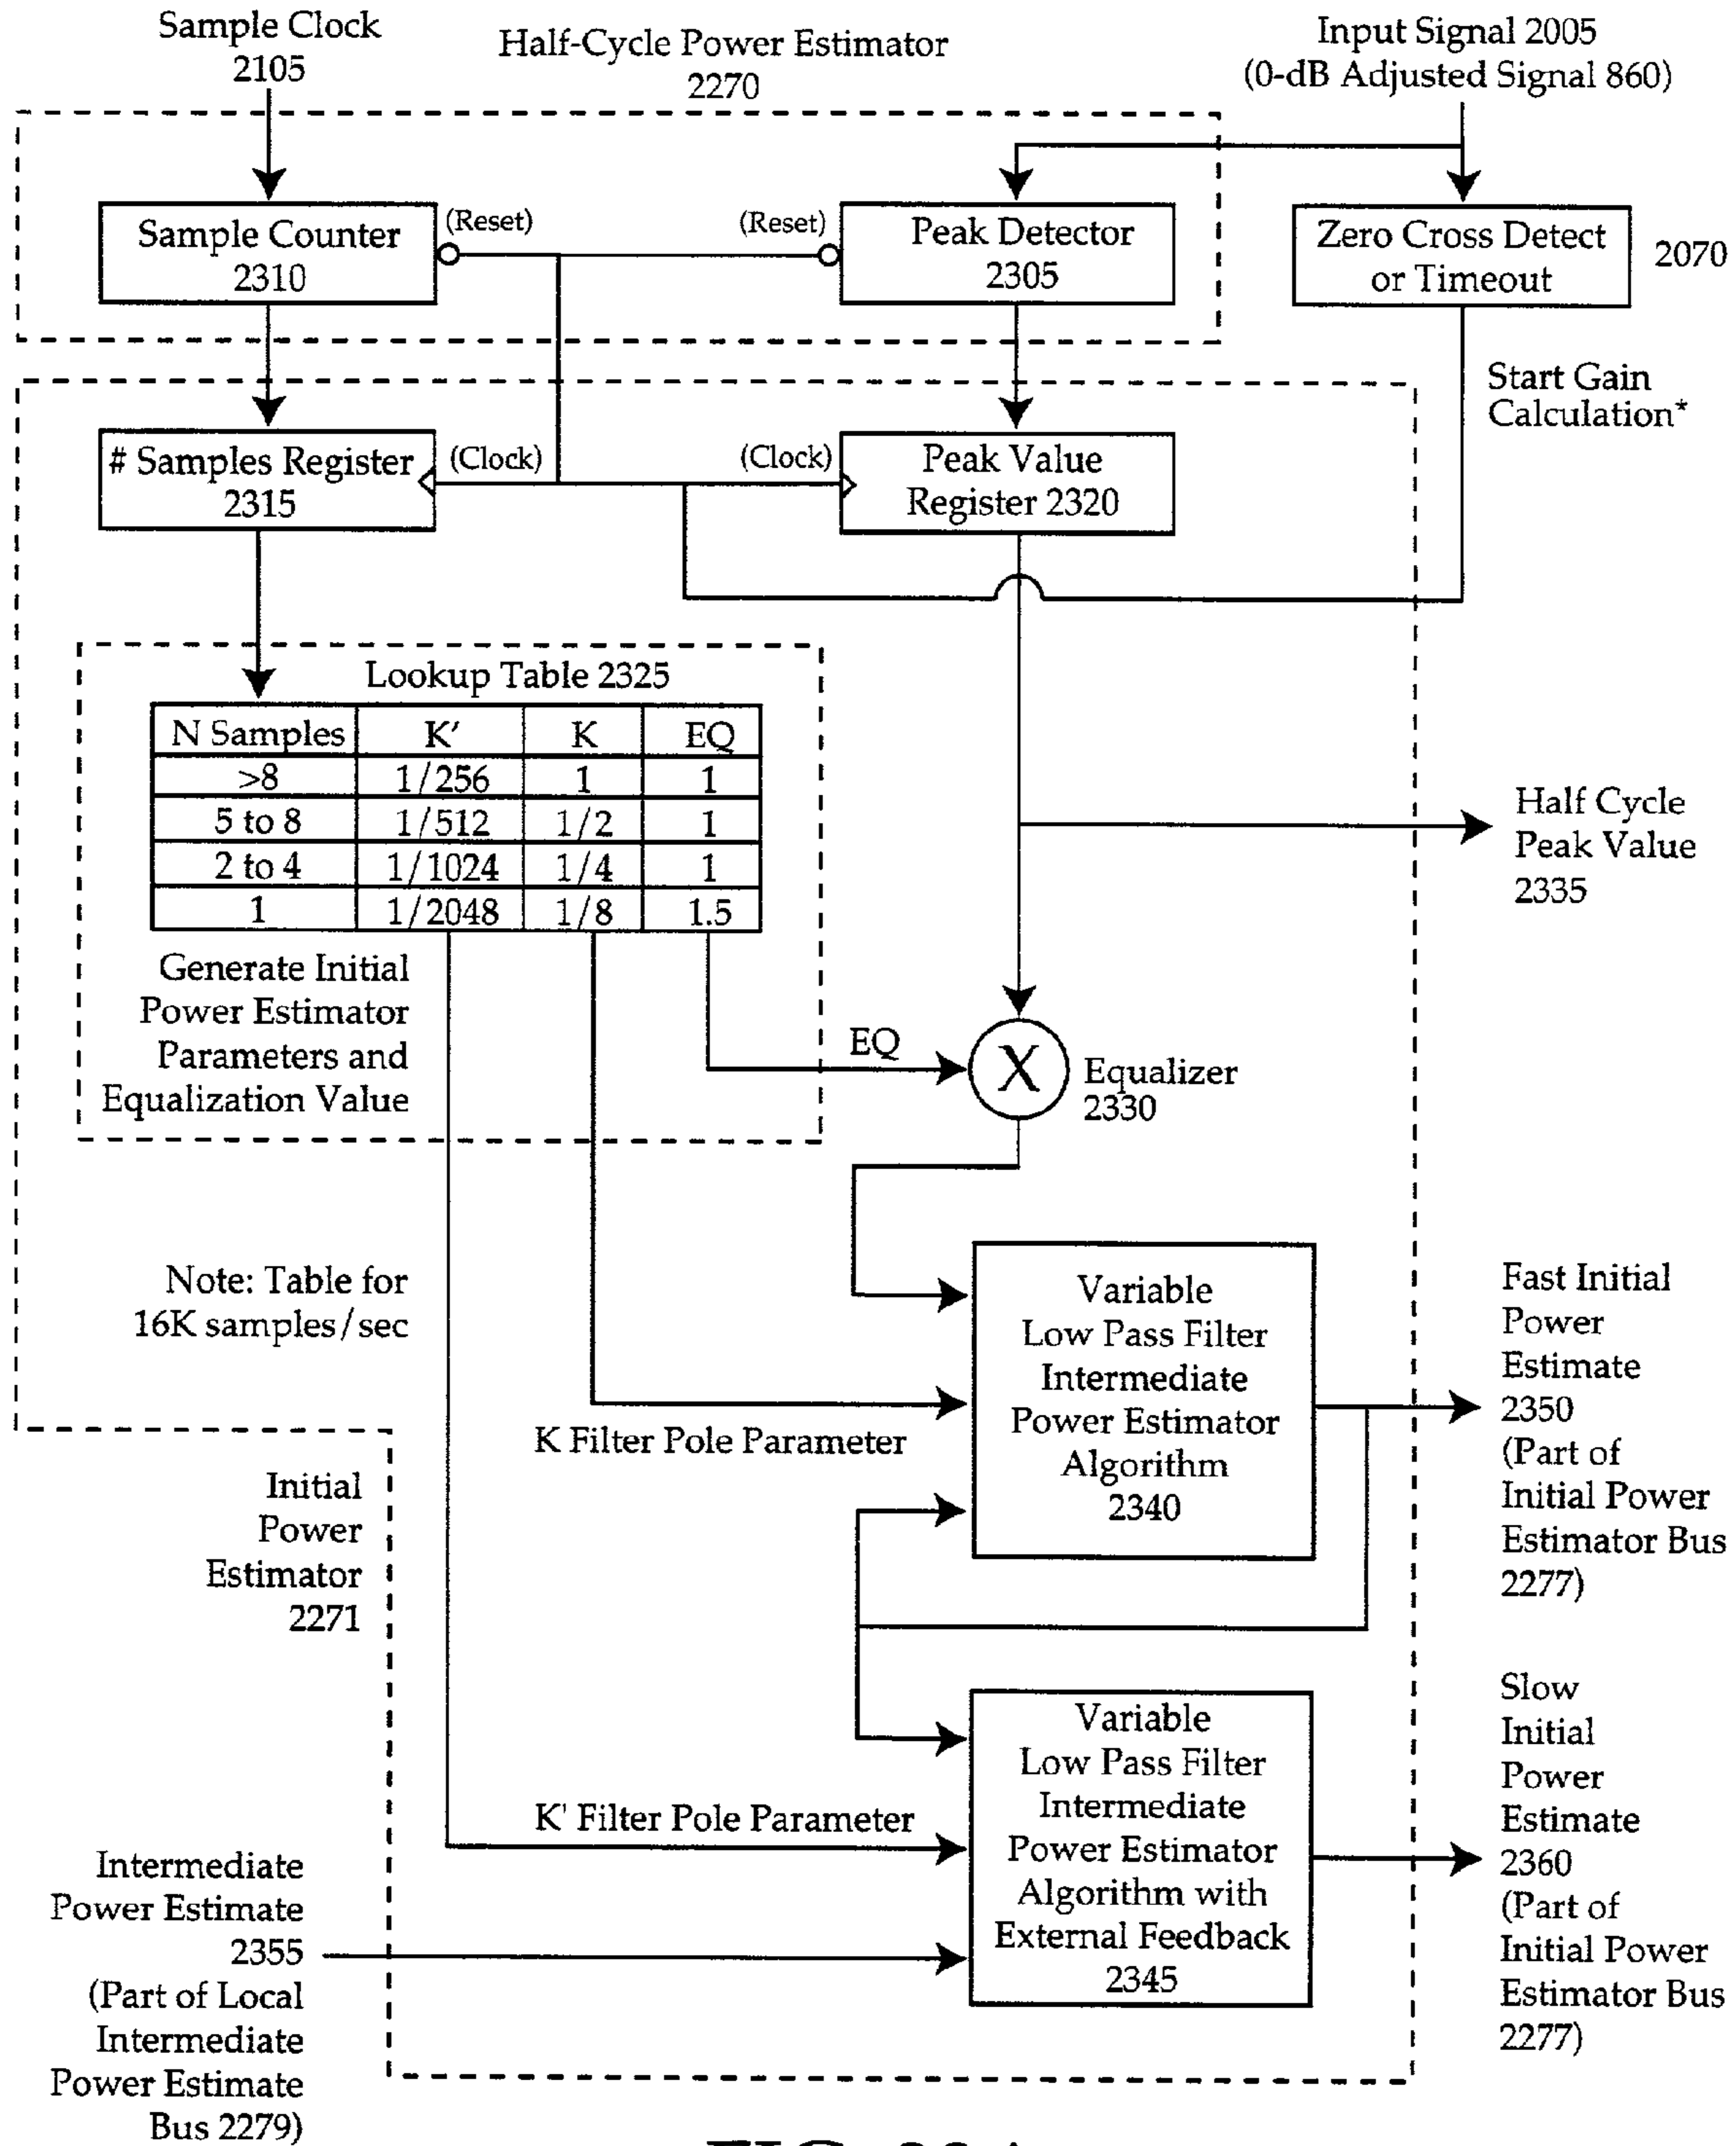 Sample Clock
2105
Half-Cycle Power Estimator
2270
Input Signal 2005
(0-dB Adjusted Signal 860)
Sample Counter
2310
(Reset)
(Reset)
Peak Detector
2305
Zero Cross Detect
or Timeout
2070
Start Gain
Calculation*
# Samples Register
2315
(Clock)
(Clock)
Peak Value
Register 2320
Lookup Table 2325
N Samples K′ K EQ
>8 1/256 1 1
5 to 8 1/512 1/2 1
2 to 4 1/1024 1/4 1
1 1/2048 1/8 1.5
Half Cycle
Peak Value
2335
Generate Initial
Power Estimator
Parameters and
Equalization Value
EQ
X
Equalizer
2330
Note: Table for
16K samples/sec
Variable
Low Pass Filter
Intermediate
Power Estimator
Algorithm
2340
K Filter Pole Parameter
Fast Initial
Power
Estimate
2350
(Part of
Initial Power
Estimator Bus
2277)
Initial
Power
Estimator
2271
Variable
Low Pass Filter
Intermediate
Power Estimator
Algorithm with
External Feedback
2345
K' Filter Pole Parameter
Slow
Initial
Power
Estimate
2360
(Part of
Initial Power
Estimator Bus
2277)
Intermediate
Power Estimate
2355
(Part of Local
Intermediate
Power Estimate
Bus 2279)